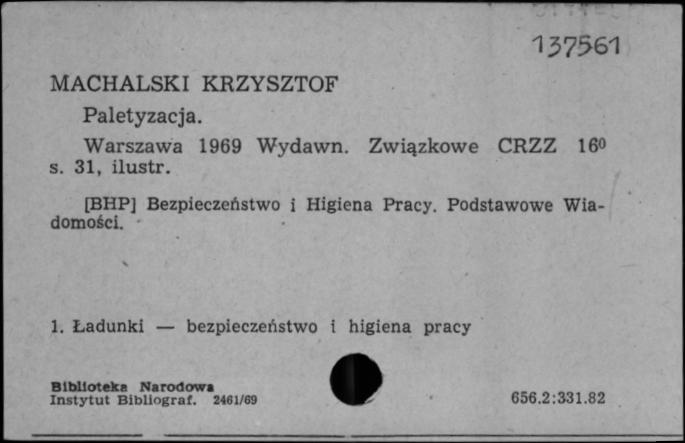 137561
MACHALSKI KRZYSZTOF
Paletyzacja.
Warszawa 1969 Wydawn. Związkowe CRZZ 16⁰
s. 31, ilustr.
[BHP] Bezpieczeństwo i Higiena Pracy. Podstawowe Wia-
domości.
1. Ładunki — bezpieczeństwo i higiena pracy
Biblioteka Narodowa
Instytut Bibliograf. 2461/69
656.2:331.82